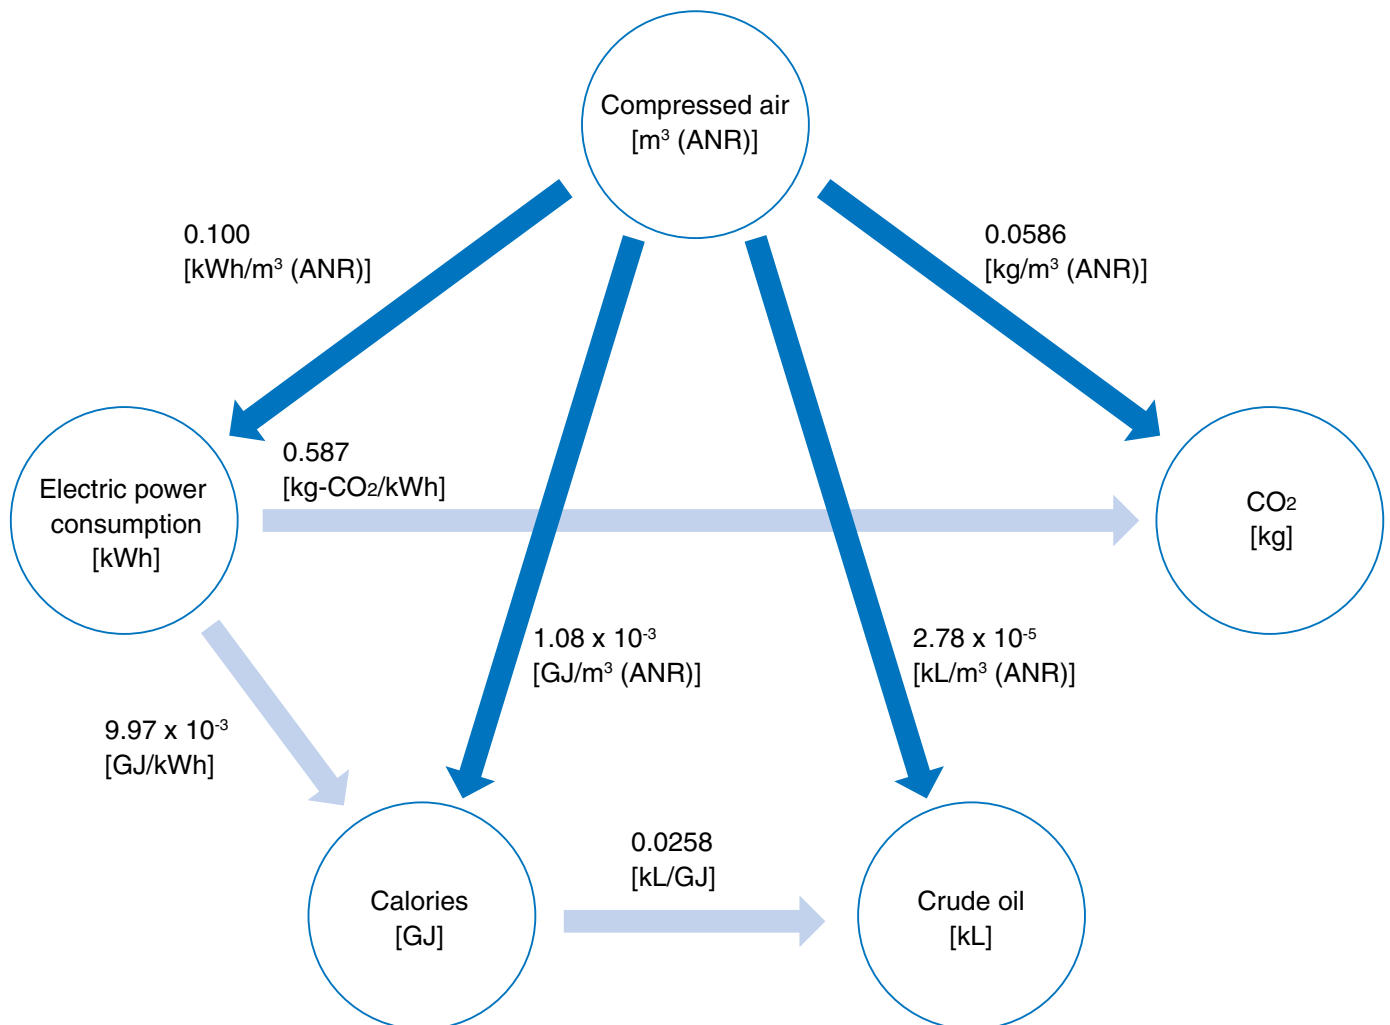 Compressed air
[m³ (ANR)]
0.100
[kWh/m³ (ANR)]
0.0586
[kg/m³ (ANR)]
0.587
[kg-CO₂/kWh]
Electric power
consumption
[kWh]
CO₂
[kg]
1.08 x 10⁻³
[GJ/m³ (ANR)]
2.78 x 10⁻⁵
[kL/m³ (ANR)]
9.97 x 10⁻³
[GJ/kWh]
0.0258
[kL/GJ]
Calories
[GJ]
Crude oil
[kL]